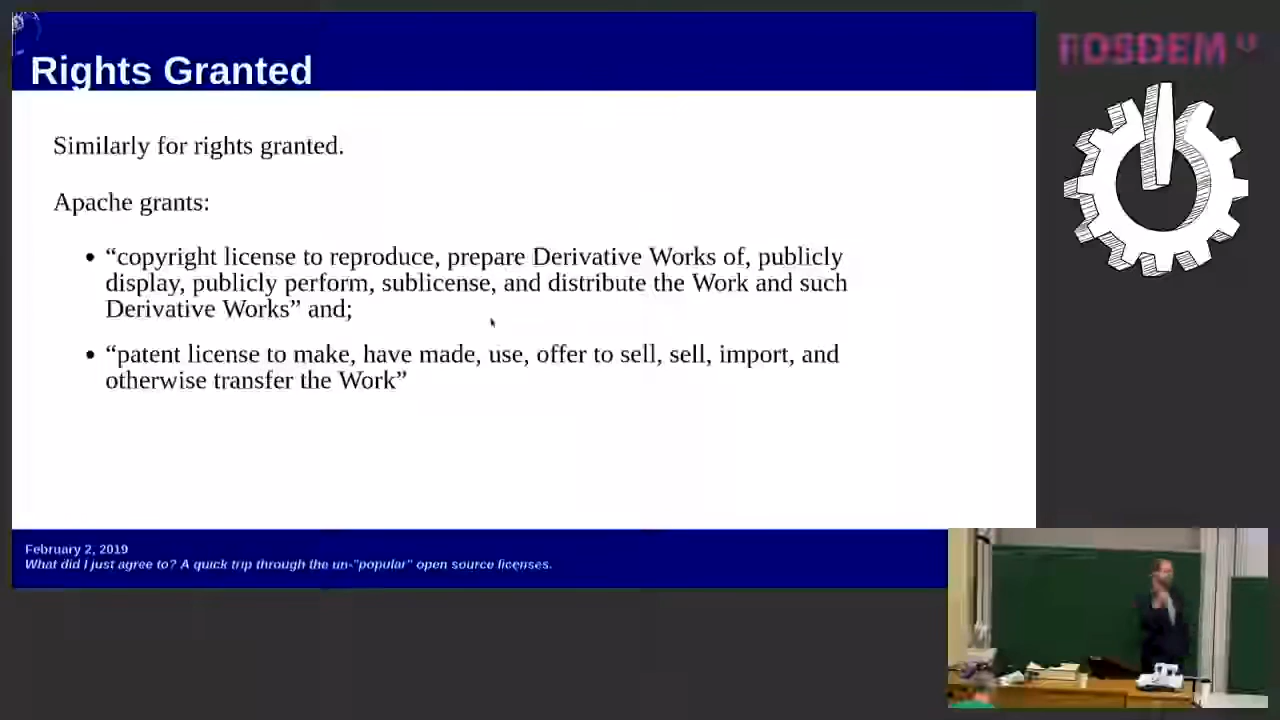 Rights Granted
FOSDEM
Similarly for rights granted.
Apache grants:
• “copyright license to reproduce, prepare Derivative Works of, publicly
display, publicly perform, sublicense, and distribute the Work and such
Derivative Works” and;
• “patent license to make, have made, use, offer to sell, sell, import, and
otherwise transfer the Work”
February 2, 2019
What did I just agree to? A quick trip through the un-"popular" open source licenses.